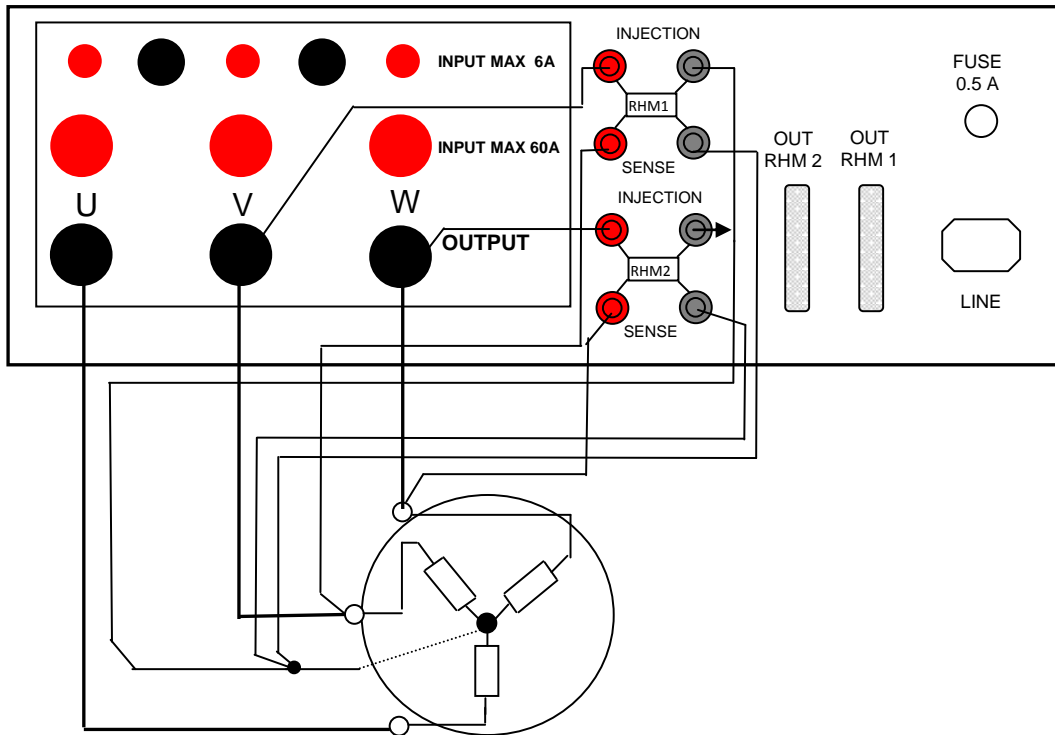 INPUT MAX 6A
INPUT MAX 60A
U
V
W
OUTPUT
INJECTION
RHM1
SENSE
INJECTION
RHM2
SENSE
OUT
RHM 2
OUT
RHM 1
FUSE
0.5 A
LINE